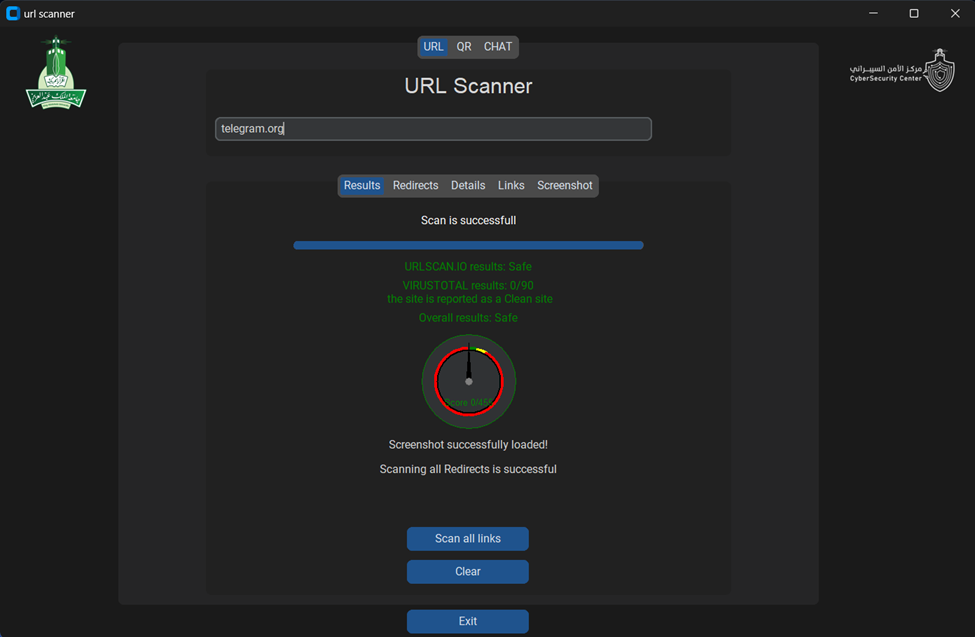 url scanner
URL QR CHAT
مركز الأمن السيبراني
CyberSecurity Center
URL Scanner
telegram.org
Results Redirects Details Links Screenshot
Scan is successfull
URLSCAN.IO results: Safe
VIRUSTOTAL results: 0/90
the site is reported as a Clean site
Overall results: Safe
Score 0/455
Screenshot successfully loaded!
Scanning all Redirects is successful
Scan all links
Clear
Exit